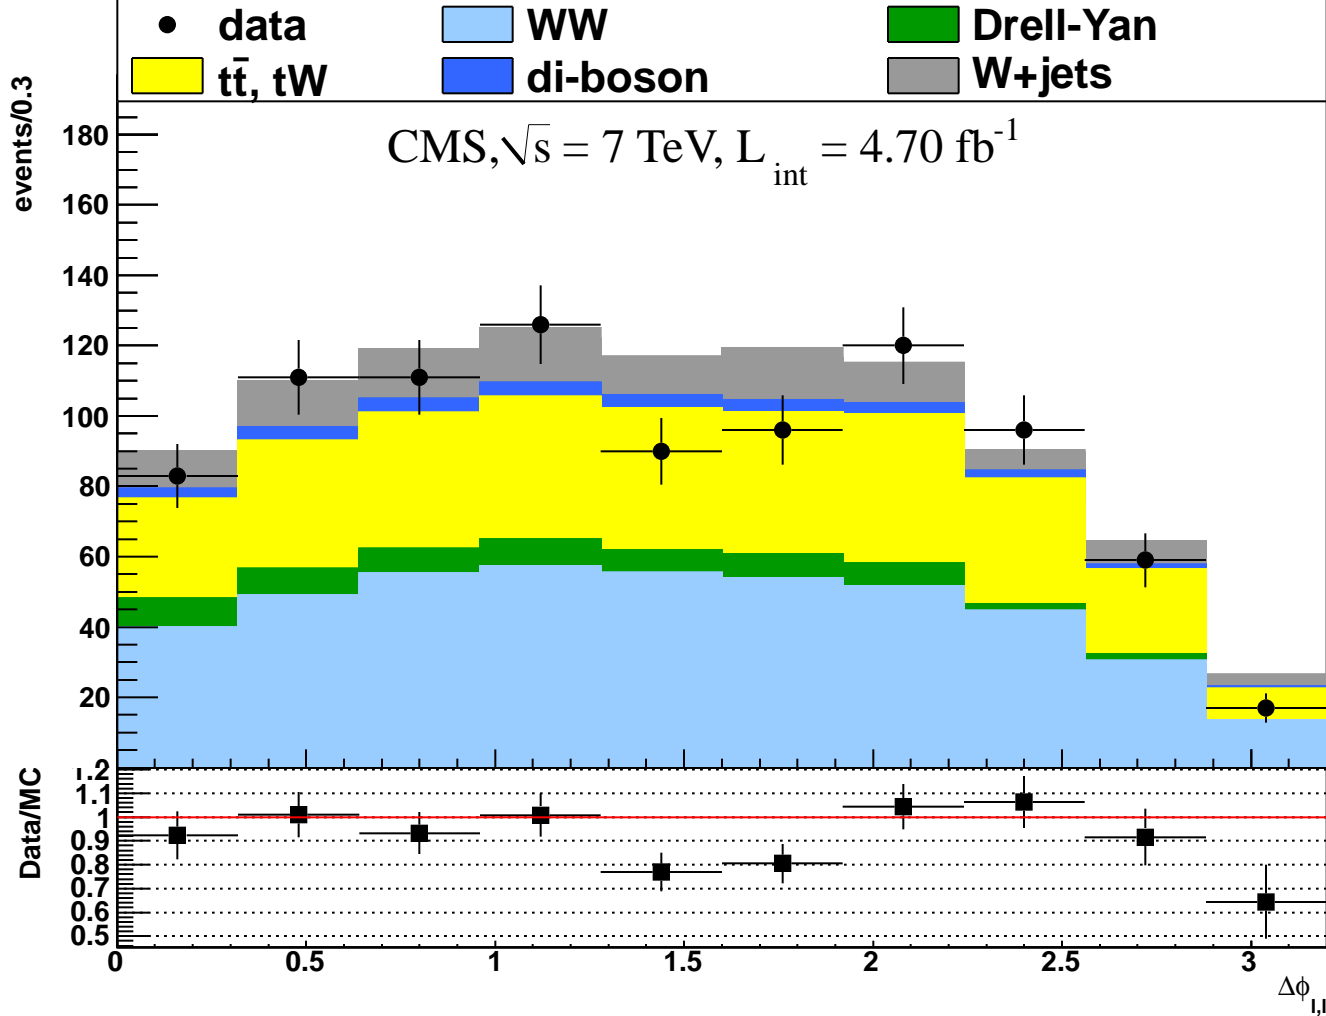 data WW Drell-Yan
tt̄, tW di-boson W+jets
events/0.3
CMS, √s = 7 TeV, L int = 4.70 fb-1
180
160
140
120
100
80
60
40
20
Data/MC
1.2
1.1
1
0.9
0.8
0.7
0.6
0.5
0 0.5 1 1.5 2 2.5 3
Δϕ l,l